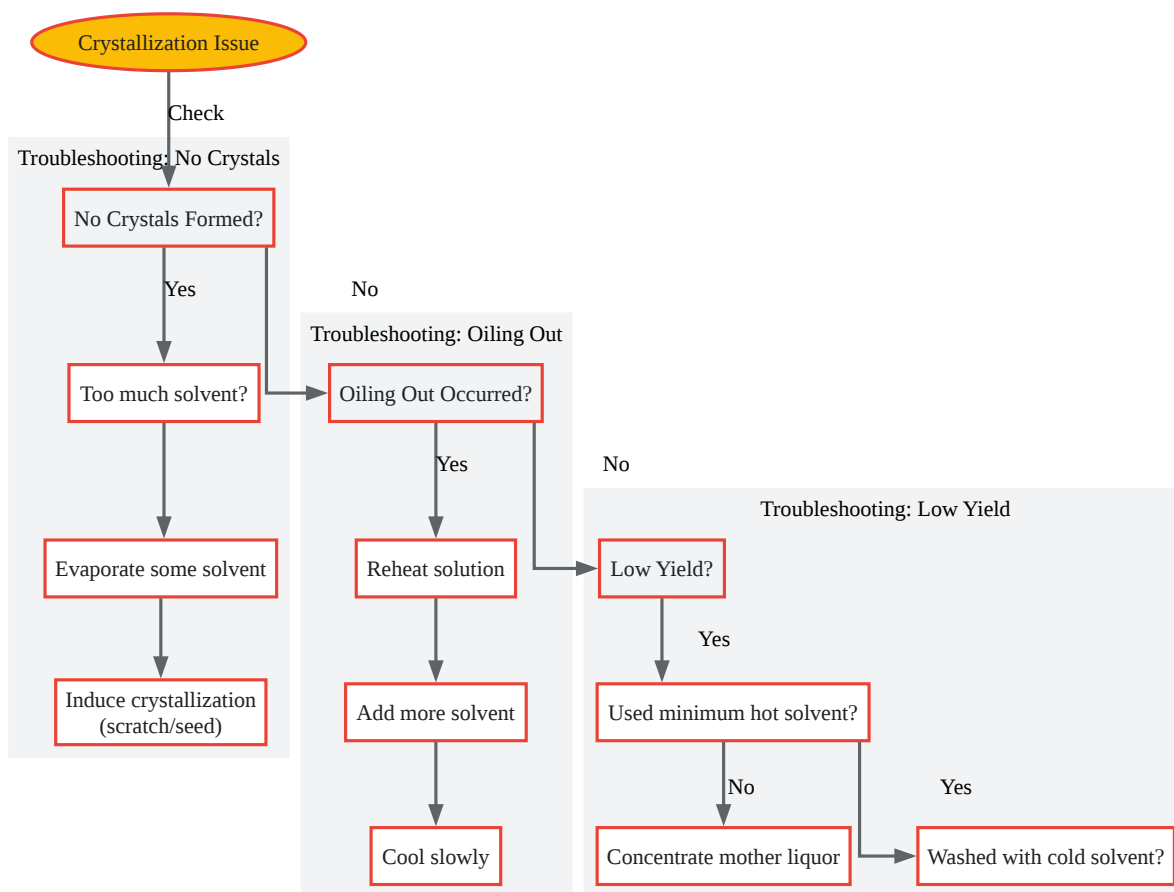 Crystallization Issue
Check
Troubleshooting: No Crystals
No Crystals Formed?
Yes
No
Troubleshooting: Oiling Out
Too much solvent?
Oiling Out Occurred?
Yes
No
Troubleshooting: Low Yield
Evaporate some solvent
Reheat solution
Low Yield?
Yes
Induce crystallization
(scratch/seed)
Add more solvent
Used minimum hot solvent?
No
Yes
Cool slowly
Concentrate mother liquor
Washed with cold solvent?